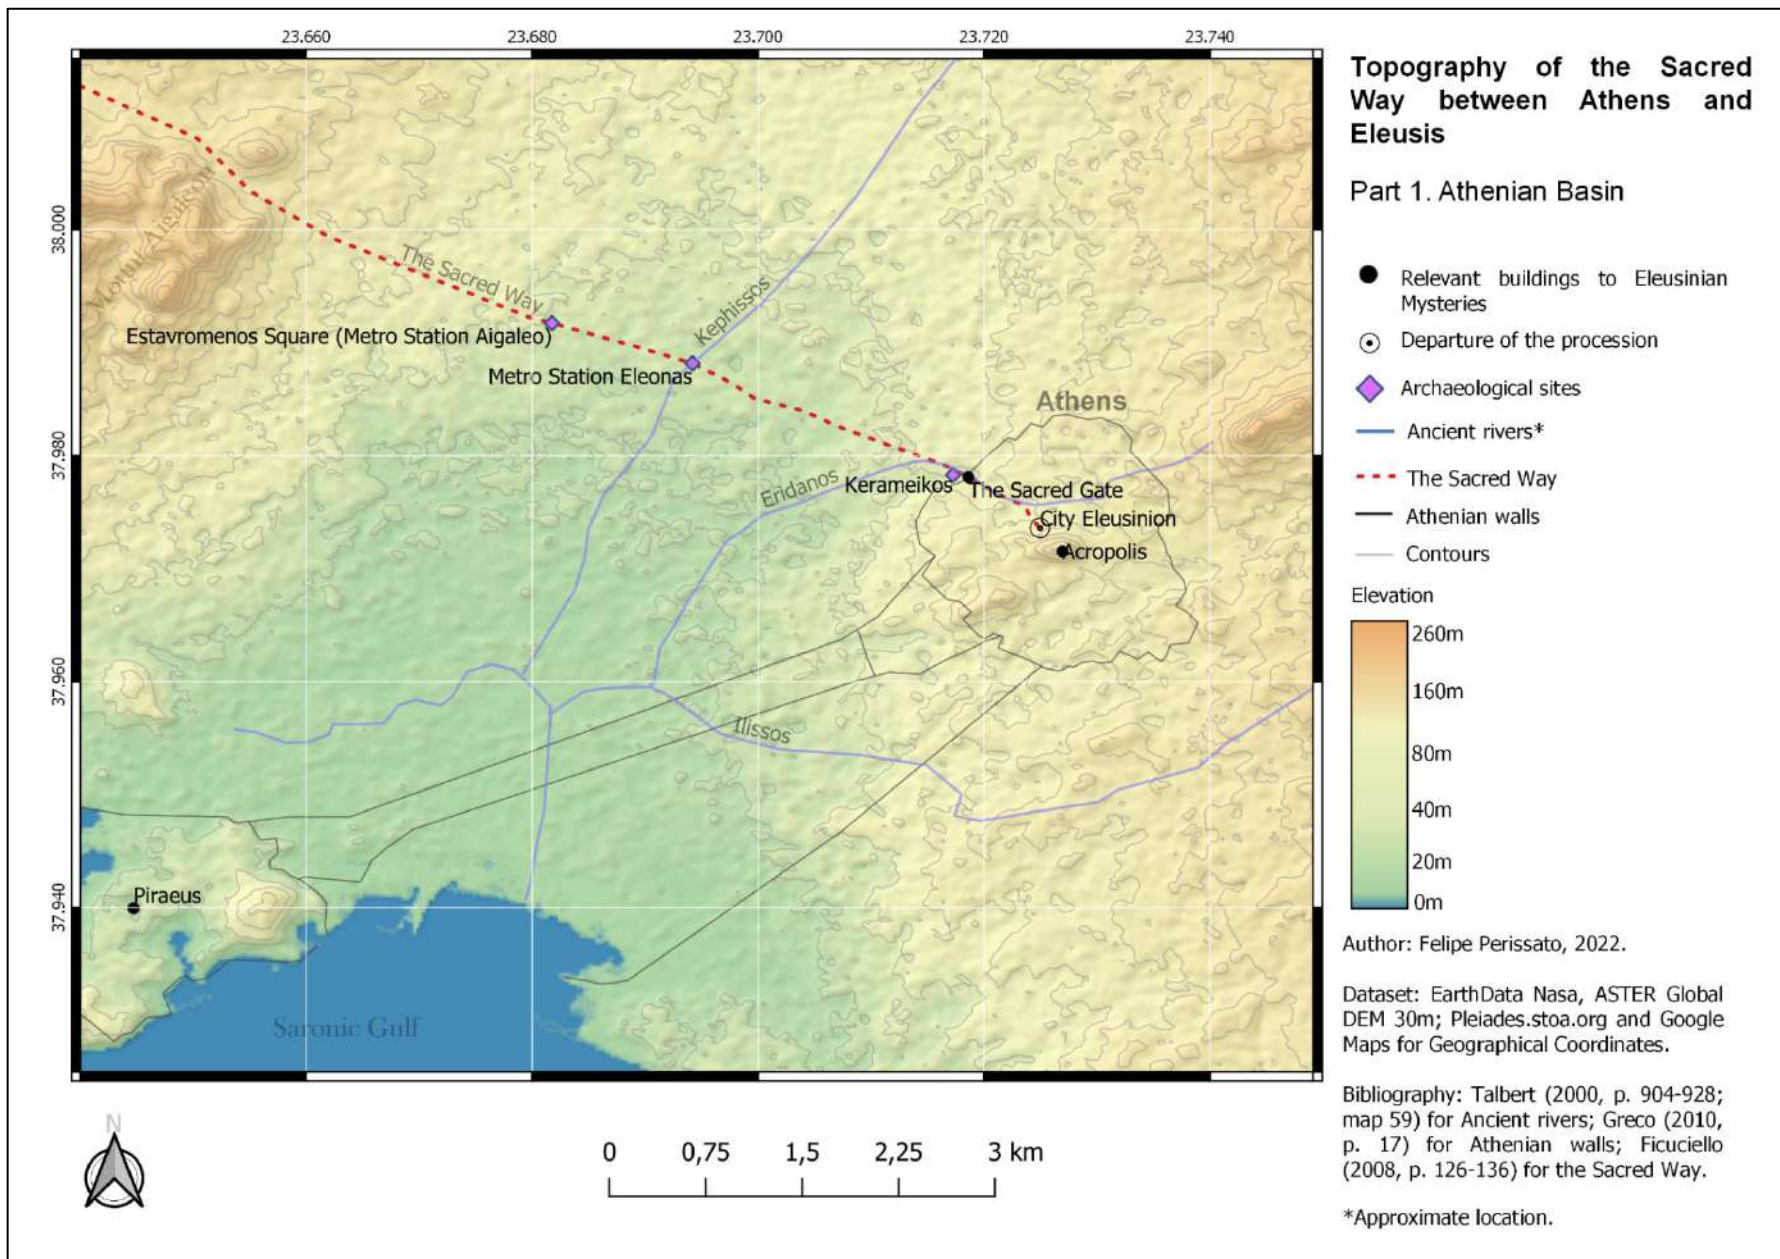 23.660
23.680
23.700
23.720
23.740
38.000
37.980
37.960
37.940
Mount Aigaleon
The Sacred Way
Estavromenos Square (Metro Station Aigaleo)
Kephissos
Metro Station Eleonas
Athens
Eridanos
Kerameikos
The Sacred Gate
City Eleusinion
Acropolis
Ilissos
Piraeus
Saronic Gulf
N
0 0,75 1,5 2,25 3 km
Topography of the Sacred
Way between Athens and
Eleusis
Part 1. Athenian Basin
Relevant buildings to Eleusinian
Mysteries
Departure of the procession
Archaeological sites
Ancient rivers*
The Sacred Way
Athenian walls
Contours
Elevation
260m
160m
80m
40m
20m
0m
Author: Felipe Perissato, 2022.
Dataset: EarthData Nasa, ASTER Global
DEM 30m; Pleiades.stoa.org and Google
Maps for Geographical Coordinates.
Bibliography: Talbert (2000, p. 904-928;
map 59) for Ancient rivers; Greco (2010,
p. 17) for Athenian walls; Ficuciello
(2008, p. 126-136) for the Sacred Way.
*Approximate location.